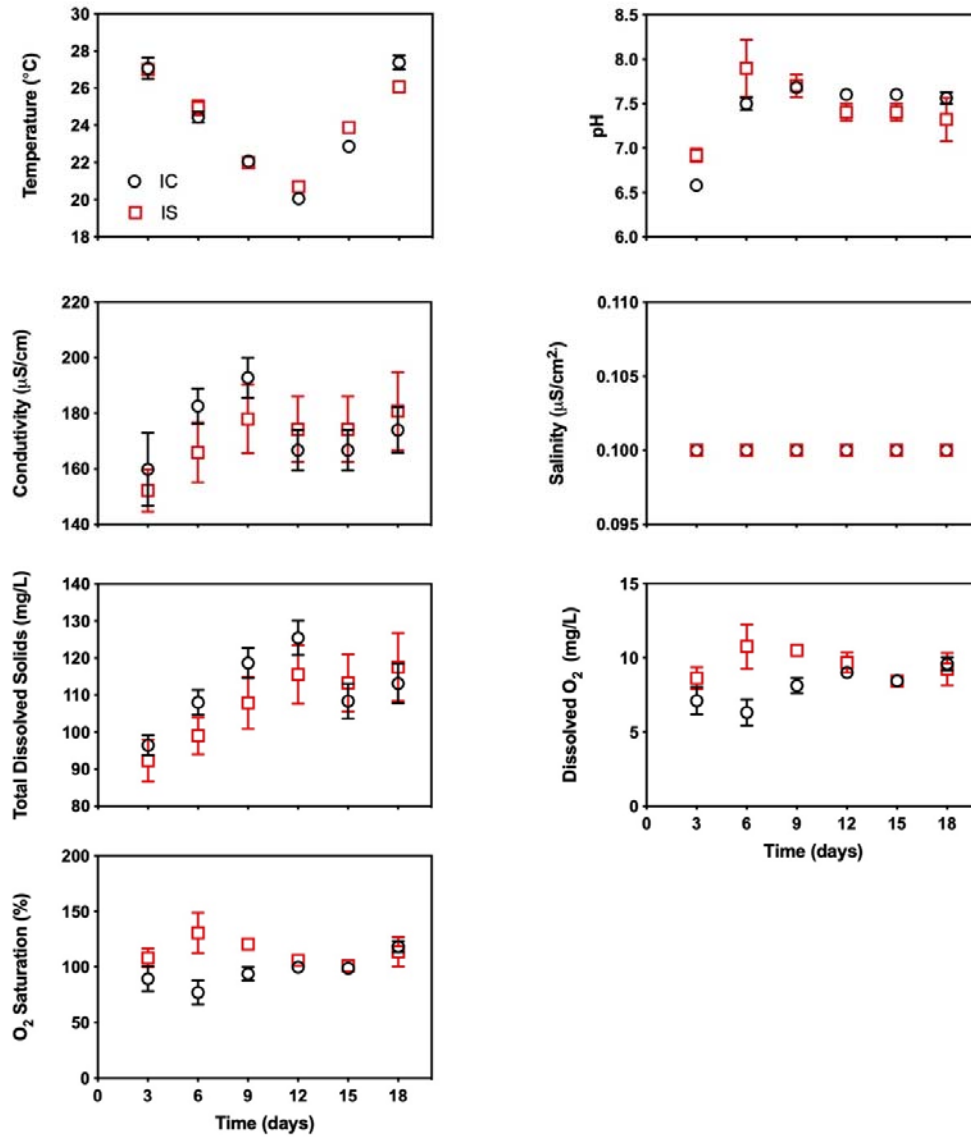 Temperature (°C)
30
28
26
24
22
20
18
IC
IS
pH
8.5
8.0
7.5
7.0
6.5
6.0
Condutivity (µS/cm)
220
200
180
160
140
Salinity (µS/cm²·
0.110
0.105
0.100
0.095
Total Dissolved Solids (mg/L)
140
130
120
110
100
90
80
Dissolved O₂ (mg/L)
15
10
5
0
0 3 6 9 12 15 18
Time (days)
O₂ Saturation (%)
200
150
100
50
0
0 3 6 9 12 15 18
Time (days)